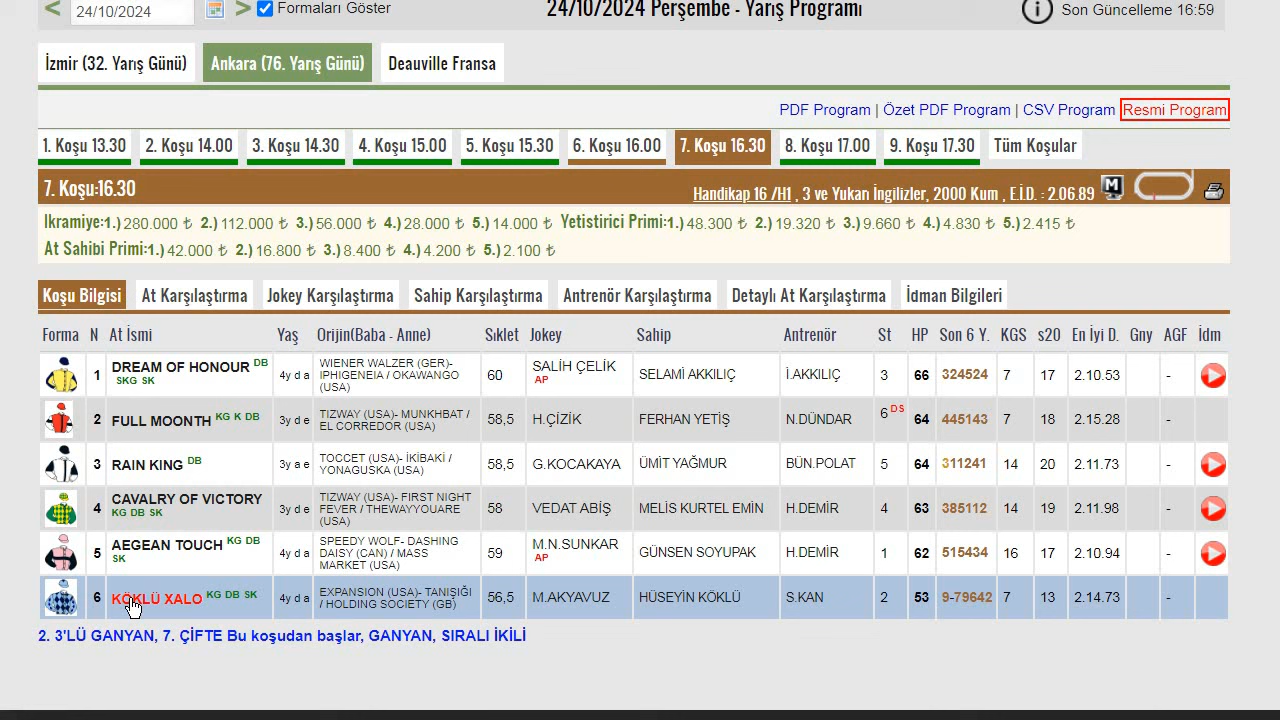 24/10/2024 Formaları Göster 24/10/2024 Perşembe - Yarış Programı Son Güncelleme 16:59
İzmir (32. Yarış Günü) Ankara (76. Yarış Günü) Deauville Fransa
PDF Program | Özet PDF Program | CSV Program Resmi Program
1. Koşu 13.30 2. Koşu 14.00 3. Koşu 14.30 4. Koşu 15.00 5. Koşu 15.30 6. Koşu 16.00 7. Koşu 16.30 8. Koşu 17.00 9. Koşu 17.30 Tüm Koşular
7. Koşu:16.30 Handikap 16 /H1 , 3 ve Yukarı İngilizler, 2000 Kum , E.İ.D. : 2.06.89 M
Ikramiye:1.) 280.000 ₺ 2.) 112.000 ₺ 3.) 56.000 ₺ 4.) 28.000 ₺ 5.) 14.000 ₺ Yetistirici Primi:1.) 48.300 ₺ 2.) 19.320 ₺ 3.) 9.660 ₺ 4.) 4.830 ₺ 5.) 2.415 ₺
At Sahibi Primi:1.) 42.000 ₺ 2.) 16.800 ₺ 3.) 8.400 ₺ 4.) 4.200 ₺ 5.) 2.100 ₺
Koşu Bilgisi At Karşılaştırma Jokey Karşılaştırma Sahip Karşılaştırma Antrenör Karşılaştırma Detaylı At Karşılaştırma İdman Bilgileri
Forma N At İsmi Yaş Orijin(Baba - Anne) Sıklet Jokey Sahip Antrenör St HP Son 6 Y. KGS s20 En İyi D. Gny AGF İdm
1 DREAM OF HONOUR DB SKG SK 4y d a WIENER WALZER (GER)- IPHIGENEIA / OKAWANGO (USA) 60 SALİH ÇELİK AP SELAMİ AKKILIÇ İ.AKKILIÇ 3 66 324524 7 17 2.10.53 -
2 FULL MOONTH KG K DB 3y d e TIZWAY (USA)- MUNKHBAT / EL CORREDOR (USA) 58,5 H.ÇİZİK FERHAN YETİŞ N.DÜNDAR 6 DS 64 445143 7 18 2.15.28 -
3 RAIN KING DB 3y a e TOCCET (USA)- İKİBAKİ / YONAGUSKA (USA) 58,5 G.KOCAKAYA ÜMİT YAĞMUR BÜN.POLAT 5 64 311241 14 20 2.11.73 -
4 CAVALRY OF VICTORY KG DB SK 3y d e TIZWAY (USA)- FIRST NIGHT FEVER / THEWAYYOUARE (USA) 58 VEDAT ABİŞ MELİS KURTEL EMİN H.DEMİR 4 63 385112 14 19 2.11.98 -
5 AEGEAN TOUCH KG DB SK 4y d a SPEEDY WOLF- DASHING DAISY (CAN) / MASS MARKET (USA) 59 M.N.SUNKAR AP GÜNSEN SOYUPAK H.DEMİR 1 62 515434 16 17 2.10.94 -
6 KÖKLÜ XALO KG DB SK 4y d a EXPANSION (USA)- TANIŞIĞI / HOLDING SOCIETY (GB) 56,5 M.AKYAVUZ HÜSEYİN KÖKLÜ S.KAN 2 53 9-79642 7 13 2.14.73 -
2. 3'LÜ GANYAN, 7. ÇİFTE Bu koşudan başlar, GANYAN, SIRALI İKİLİ